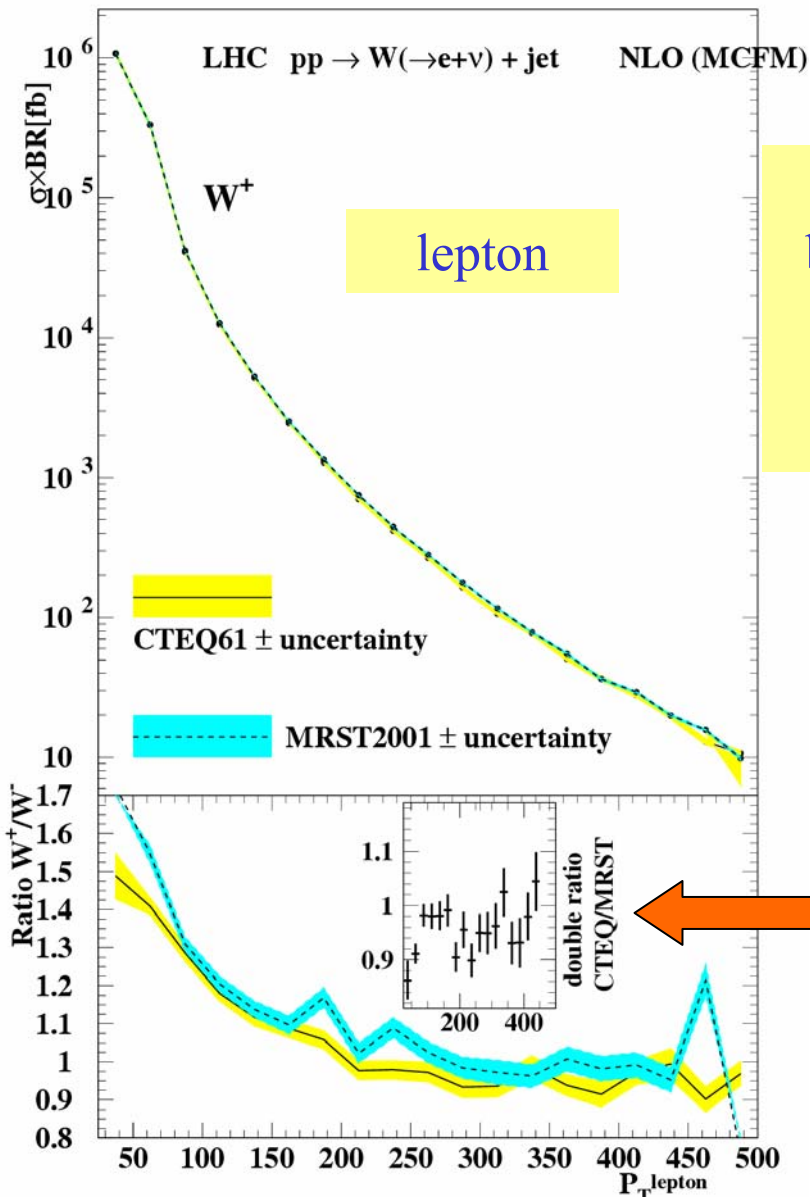 LHC pp → W(→e+ν) + jet NLO (MCFM)
σ×BR[fb]
10 6
10 5
10 4
10 3
10 2
10
W+
lepton
CTEQ61 ± uncertainty
MRST2001 ± uncertainty
Ratio W+/W-
1.7
1.6
1.5
1.4
1.3
1.2
1.1
1
0.9
0.8
1.1
1
0.9
200 400
double ratio
CTEQ/MRST
50 100 150 200 250 300 350 400 450 500
P_T lepton